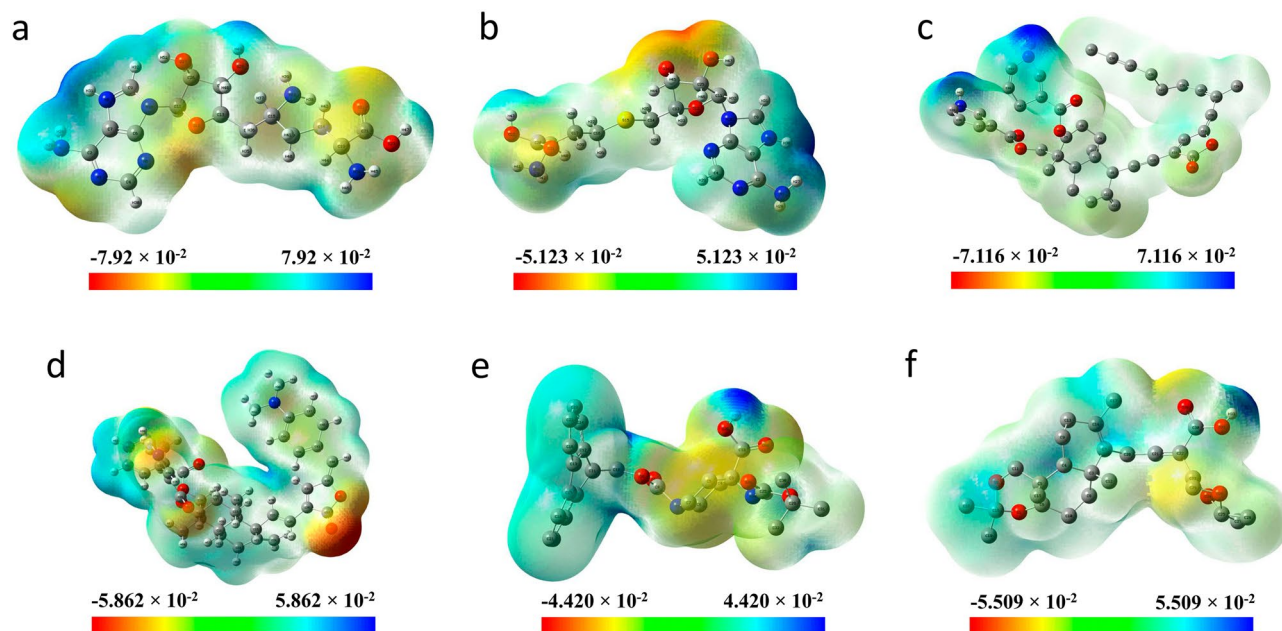 a b c
-7.92 × 10⁻² 7.92 × 10⁻² -5.123 × 10⁻² 5.123 × 10⁻² -7.116 × 10⁻² 7.116 × 10⁻²
d e f
-5.862 × 10⁻² 5.862 × 10⁻² -4.420 × 10⁻² 4.420 × 10⁻² -5.509 × 10⁻² 5.509 × 10⁻²